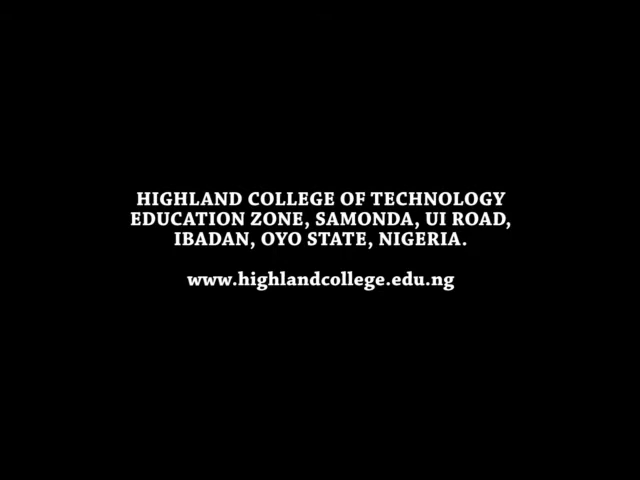 HIGHLAND COLLEGE OF TECHNOLOGY
EDUCATION ZONE, SAMONDA, UI ROAD,
IBADAN, OYO STATE, NIGERIA.
www.highlandcollege.edu.ng